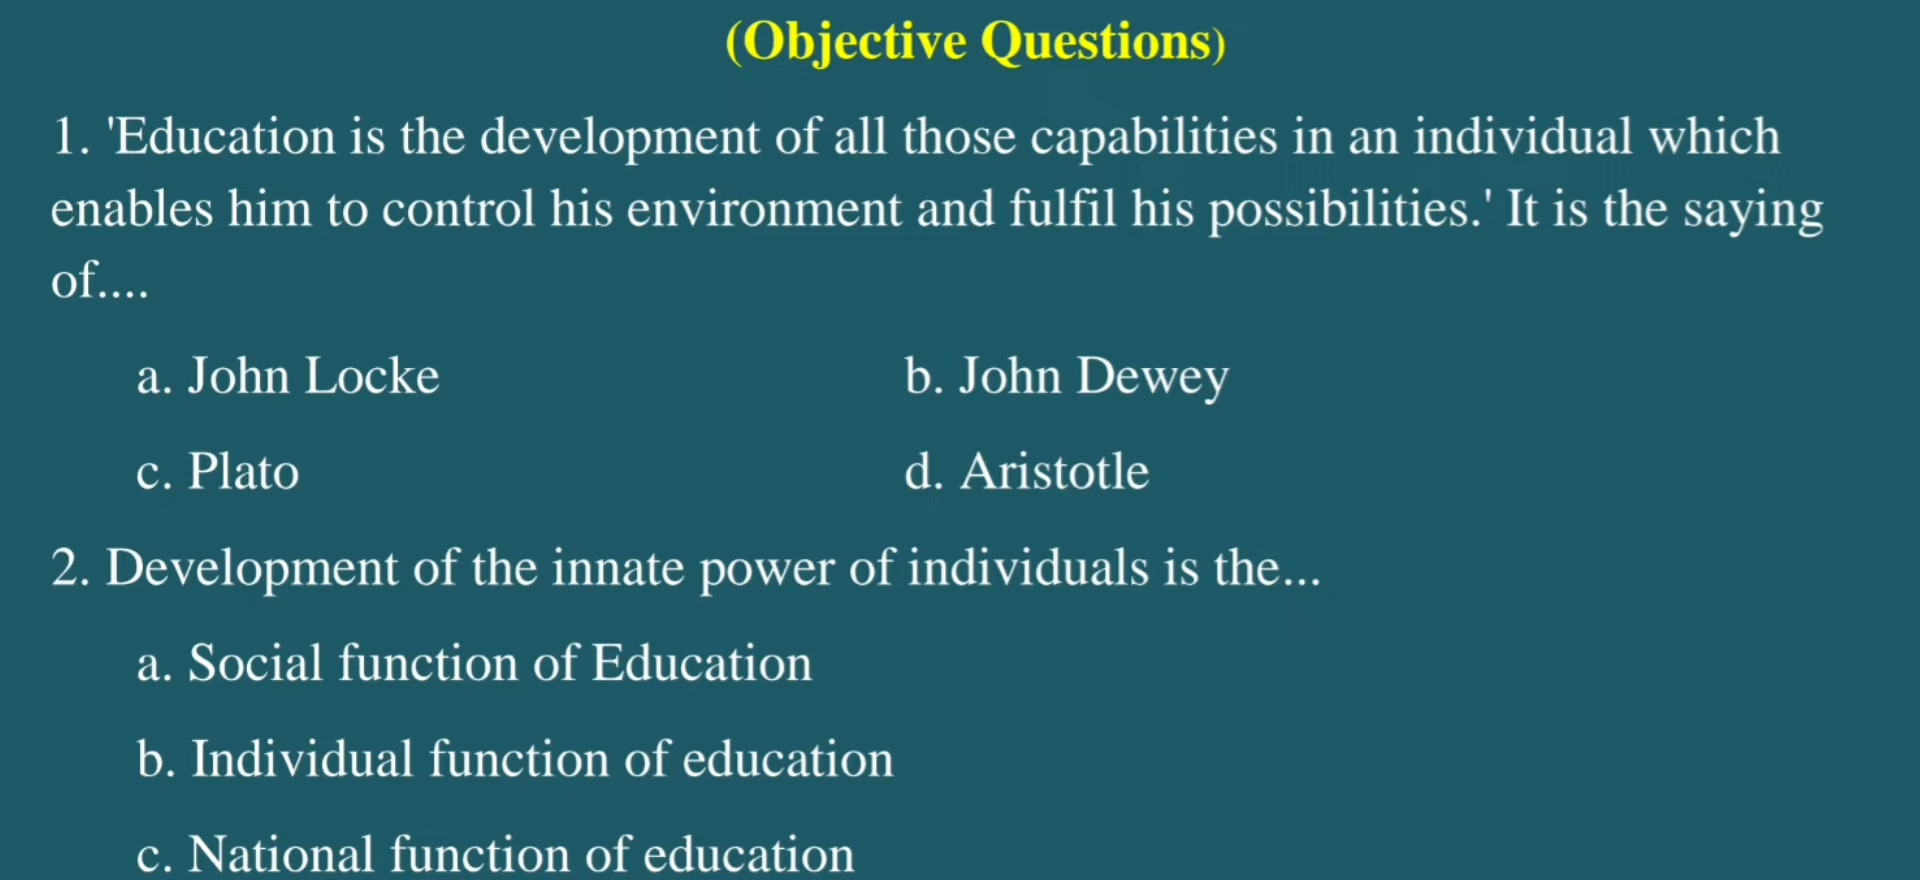 (Objective Questions)
1. 'Education is the development of all those capabilities in an individual which
enables him to control his environment and fulfil his possibilities.' It is the saying
of....
a. John Locke
b. John Dewey
c. Plato
d. Aristotle
2. Development of the innate power of individuals is the...
a. Social function of Education
b. Individual function of education
c. National function of education